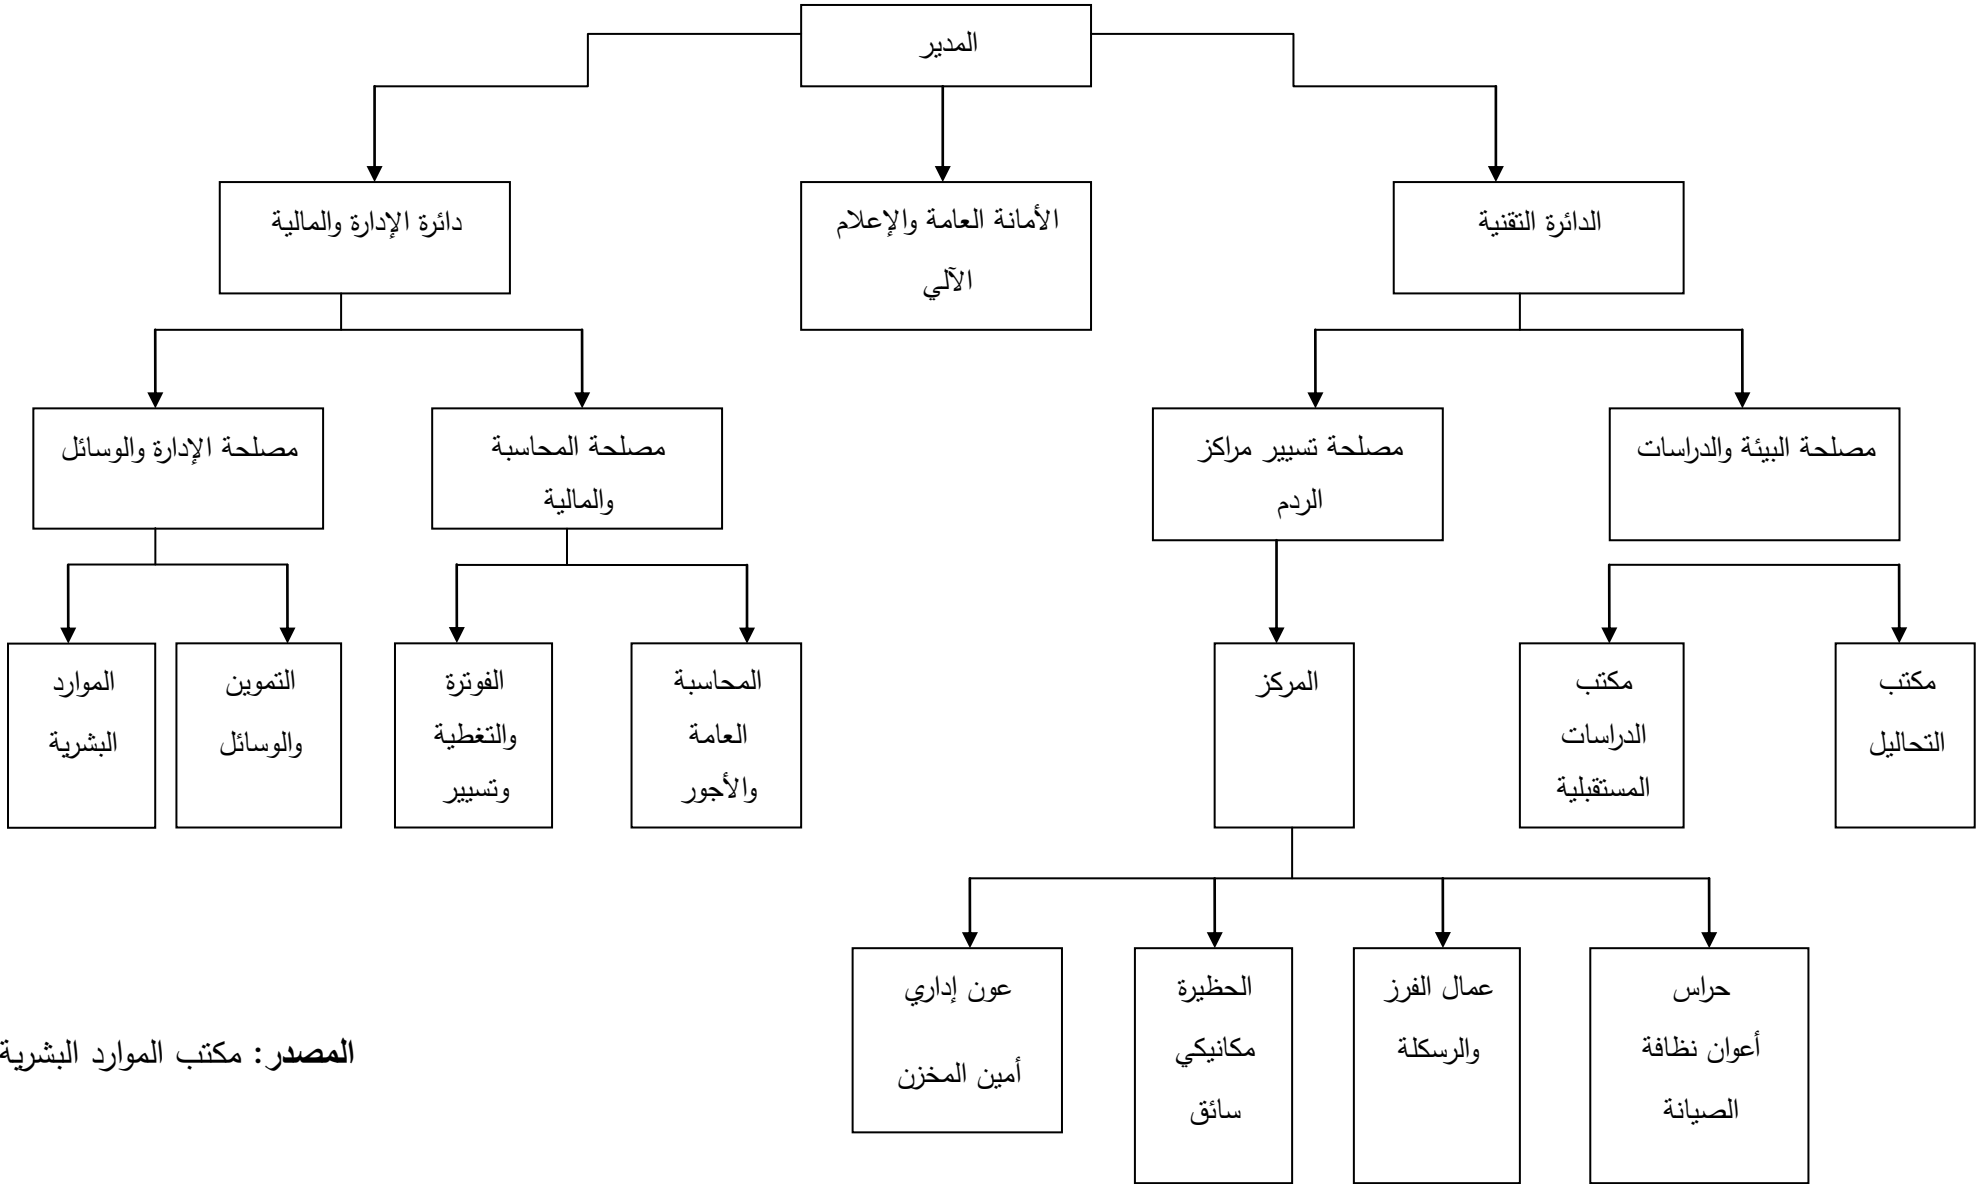 المدير
الدائرة التقنية
الأمانة العامة والإعلام
الآلي
دائرة الإدارة والمالية
مصلحة البيئة والدراسات
مصلحة تسيير مراكز
الردم
مصلحة المحاسبة
والمالية
مصلحة الإدارة والوسائل
مكتب
التحاليل
مكتب
الدراسات
المستقبلية
المركز
المحاسبة
العامة
والأجور
الفوترة
والتغطية
وتسيير
التموين
والوسائل
الموارد
البشرية
حراس
أعوان نظافة
الصيانة
عمال الفرز
والرسكلة
الحظيرة
مكانيكي
سائق
عون إداري
أمين المخزن
المصدر: مكتب الموارد البشرية